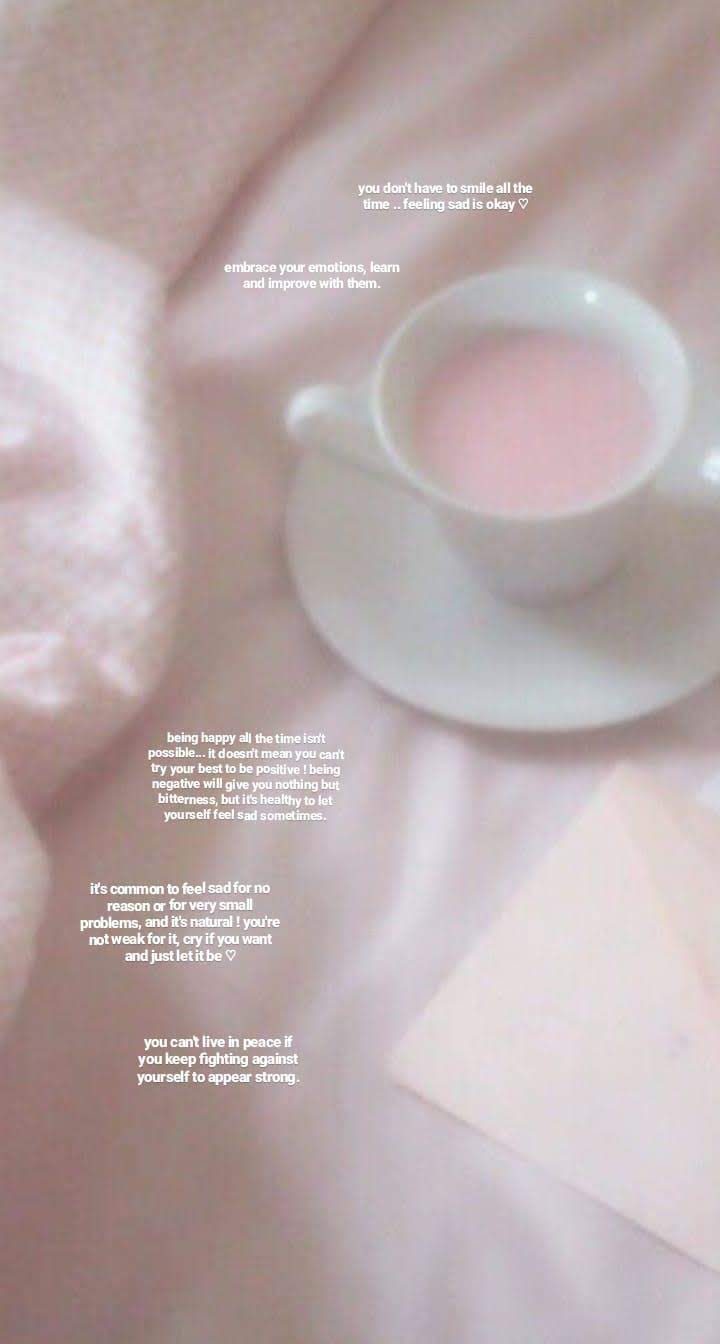 you don't have to smile all the
time .. feeling sad is okay ♡
embrace your emotions, learn
and improve with them.
being happy all the time isn't
possible... it doesn't mean you can't
try your best to be positive ! being
negative will give you nothing but
bitterness, but it's healthy to let
yourself feel sad sometimes.
it's common to feel sad for no
reason or for very small
problems, and it's natural ! you're
not weak for it, cry if you want
and just let it be ♡
you can't live in peace if
you keep fighting against
yourself to appear strong.